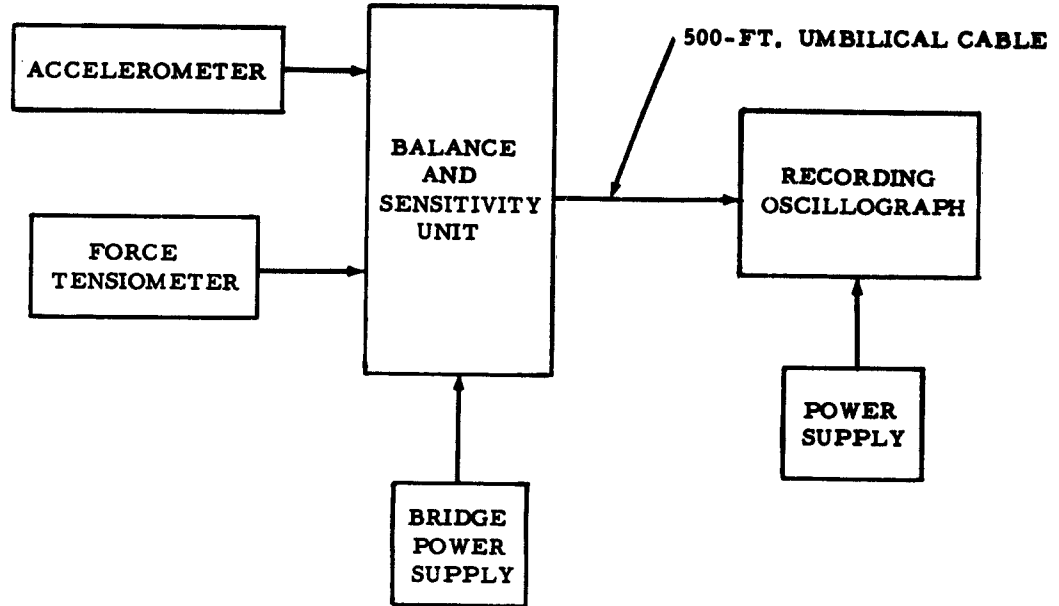 500-FT. UMBILICAL CABLE
ACCELEROMETER
BALANCE
AND
SENSITIVITY
UNIT
RECORDING
OSCILLOGRAPH
FORCE
TENSIOMETER
POWER
SUPPLY
BRIDGE
POWER
SUPPLY